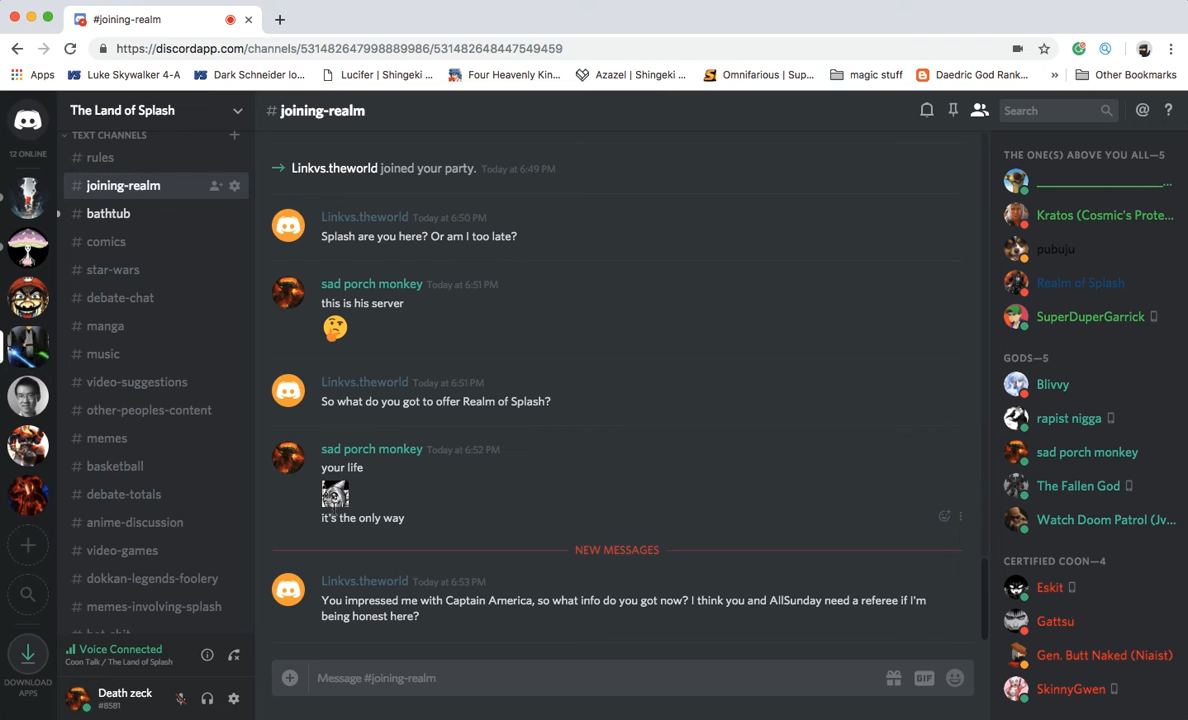 #joining-realm
https://discordapp.com/channels/531482647998889986/531482648447549459
Apps Luke Skywalker 4-A Dark Schneider lo... Lucifer | Shingeki ... Four Heavenly Kin... Azazel | Shingeki ... Omnifarious | Sup... magic stuff Daedric God Rank... » Other Bookmarks
The Land of Splash
# joining-realm
Search
12 ONLINE
TEXT CHANNELS
# rules
# joining-realm
# bathtub
# comics
# star-wars
# debate-chat
# manga
# music
# video-suggestions
# other-peoples-content
# memes
# basketball
# debate-totals
# anime-discussion
# video-games
# dokkan-legends-foolery
# memes-involving-splash
Voice Connected
Coon Talk / The Land of Splash
DOWNLOAD
APPS
Death zeck
#8581
Linkvs.theworld joined your party. Today at 6:49 PM
Linkvs.theworld Today at 6:50 PM
Splash are you here? Or am I too late?
sad porch monkey Today at 6:51 PM
this is his server
Linkvs.theworld Today at 6:51 PM
So what do you got to offer Realm of Splash?
sad porch monkey Today at 6:52 PM
your life
it's the only way
NEW MESSAGES
Linkvs.theworld Today at 6:53 PM
You impressed me with Captain America, so what info do you got now? I think you and AllSunday need a referee if I'm
being honest here?
Message #joining-realm
GIF
THE ONE(S) ABOVE YOU ALL—5
____________________...
Kratos (Cosmic's Prote...
pubuju
Realm of Splash
SuperDuperGarrick
GODS—5
Blivvy
rapist nigga
sad porch monkey
The Fallen God
Watch Doom Patrol (Jv...
CERTIFIED COON—4
Eskit
Gattsu
Gen. Butt Naked (Niaist)
SkinnyGwen